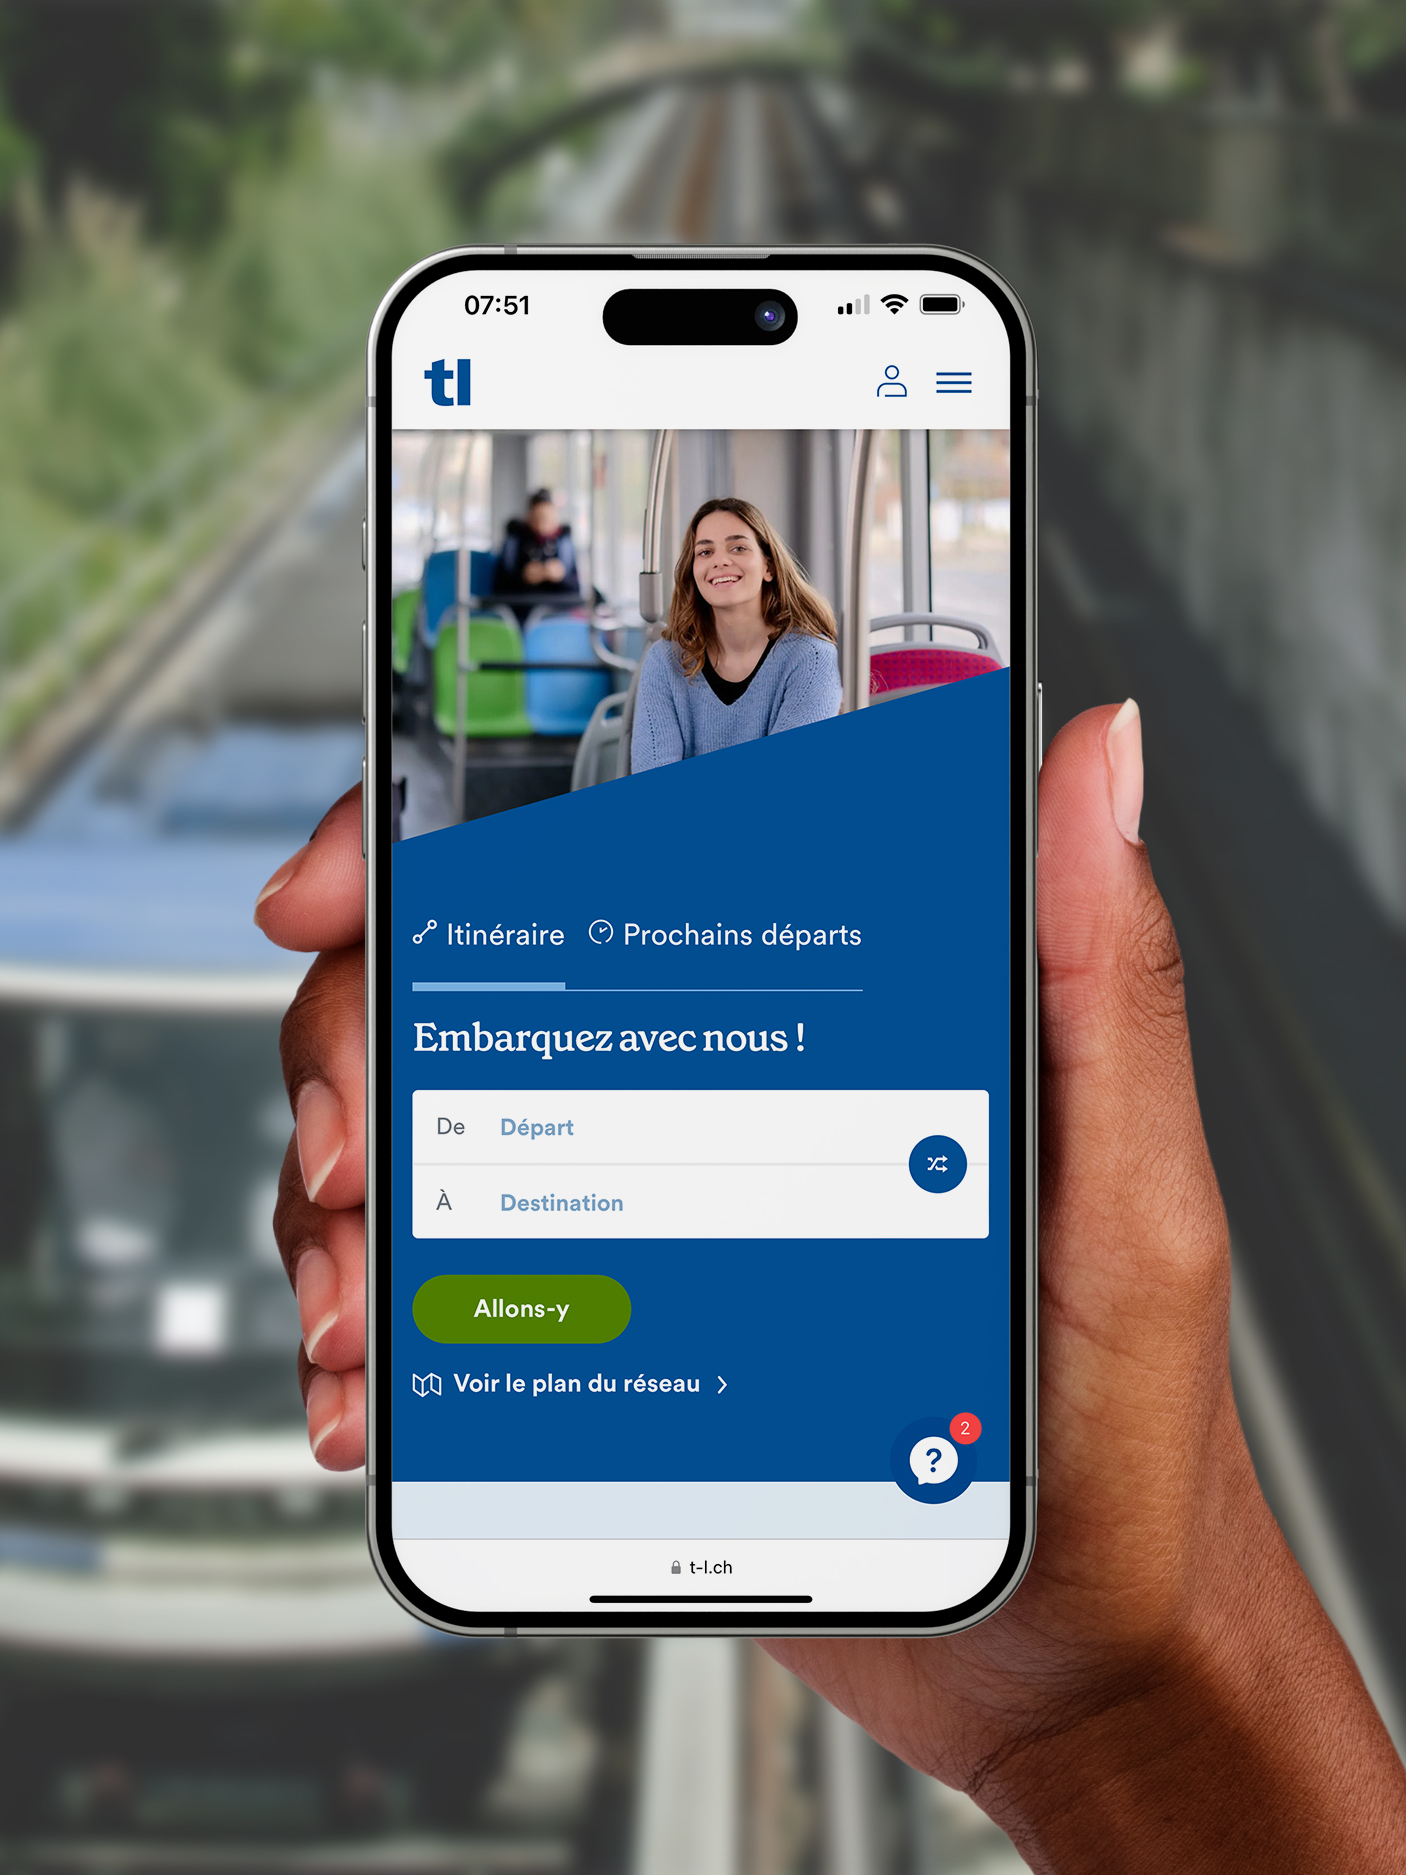 07:51
tl
Itinéraire
Prochains départs
Embarquez avec nous !
De
Départ
À
Destination
Allons-y
Voir le plan du réseau
2
?
t-l.ch